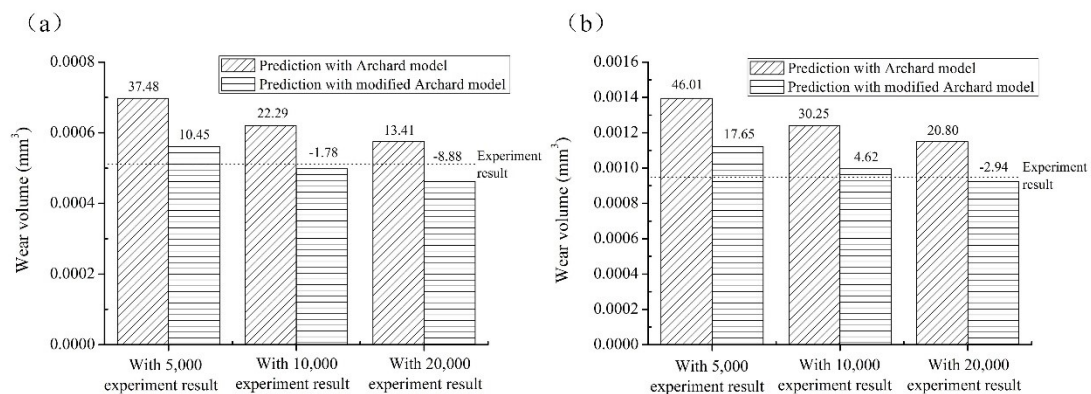 (a)
0.0008
0.0006
0.0004
0.0002
0.0000
Wear volume (mm³)
Prediction with Archard model
Prediction with modified Archard model
37.48
10.45
22.29
-1.78
13.41
-8.88
Experiment
result
With 5,000
experiment result
With 10,000
experiment result
With 20,000
experiment result
(b)
0.0016
0.0014
0.0012
0.0010
0.0008
0.0006
0.0004
0.0002
0.0000
Wear volume (mm³)
Prediction with Archard model
Prediction with modified Archard model
46.01
17.65
30.25
4.62
20.80
-2.94
Experiment
result
With 5,000
experiment result
With 10,000
experiment result
With 20,000
experiment result